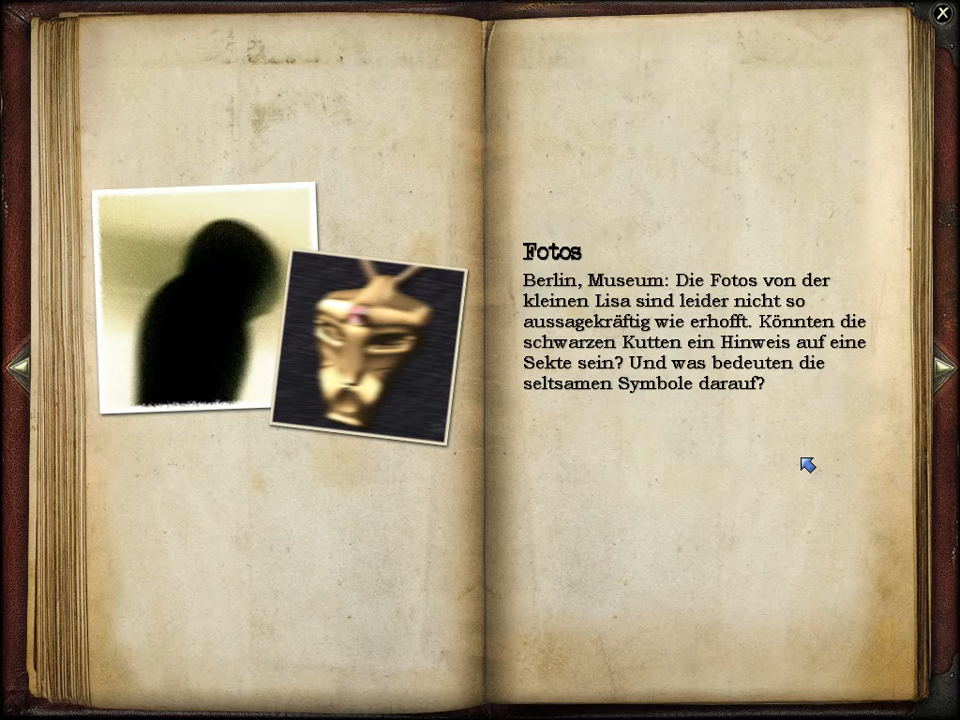 Fotos
Berlin, Museum: Die Fotos von der
kleinen Lisa sind leider nicht so
aussagekräftig wie erhofft. Könnten die
schwarzen Kutten ein Hinweis auf eine
Sekte sein? Und was bedeuten die
seltsamen Symbole darauf?